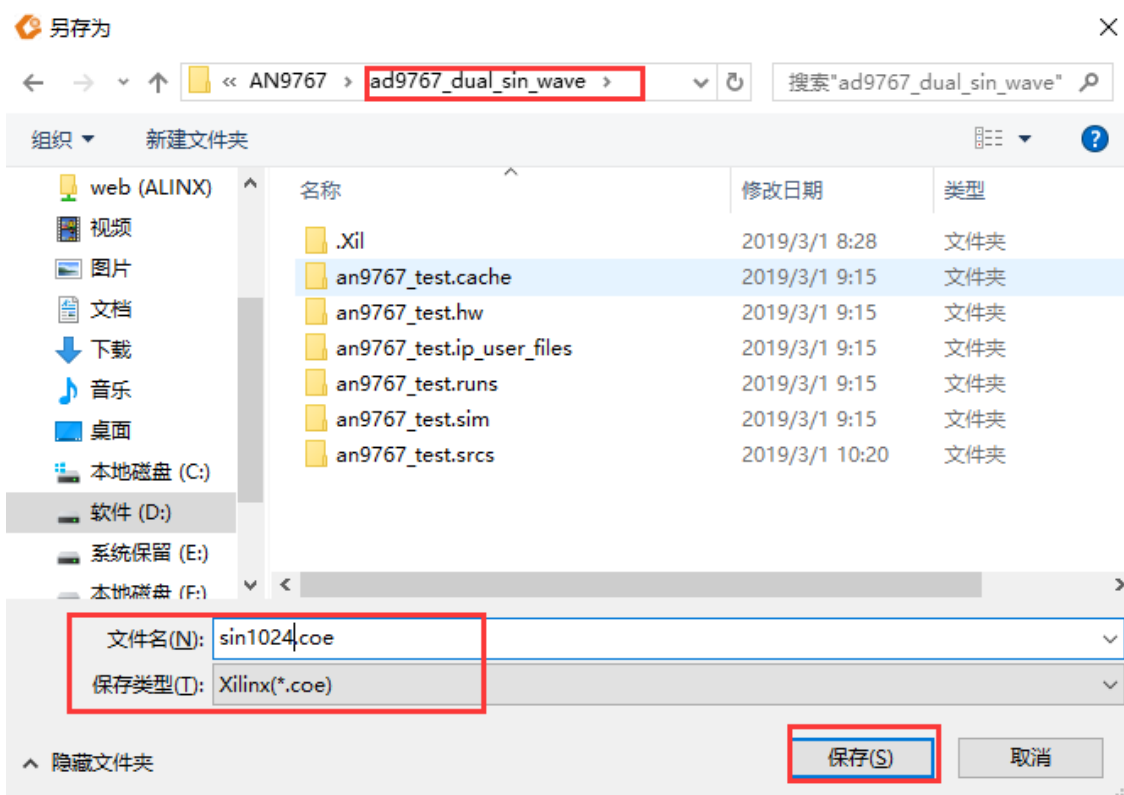 另存为
« AN9767 › ad9767_dual_sin_wave ›
搜索"ad9767_dual_sin_wave"
组织 新建文件夹
名称 修改日期 类型
web (ALINX)
视频
图片
文档
下载
音乐
桌面
本地磁盘 (C:)
软件 (D:)
系统保留 (E:)
本地磁盘 (F:)
.Xil 2019/3/1 8:28 文件夹
an9767_test.cache 2019/3/1 9:15 文件夹
an9767_test.hw 2019/3/1 9:15 文件夹
an9767_test.ip_user_files 2019/3/1 9:15 文件夹
an9767_test.runs 2019/3/1 9:15 文件夹
an9767_test.sim 2019/3/1 9:15 文件夹
an9767_test.srcs 2019/3/1 10:20 文件夹
文件名(N): sin1024.coe
保存类型(T): Xilinx(*.coe)
隐藏文件夹 保存(S) 取消